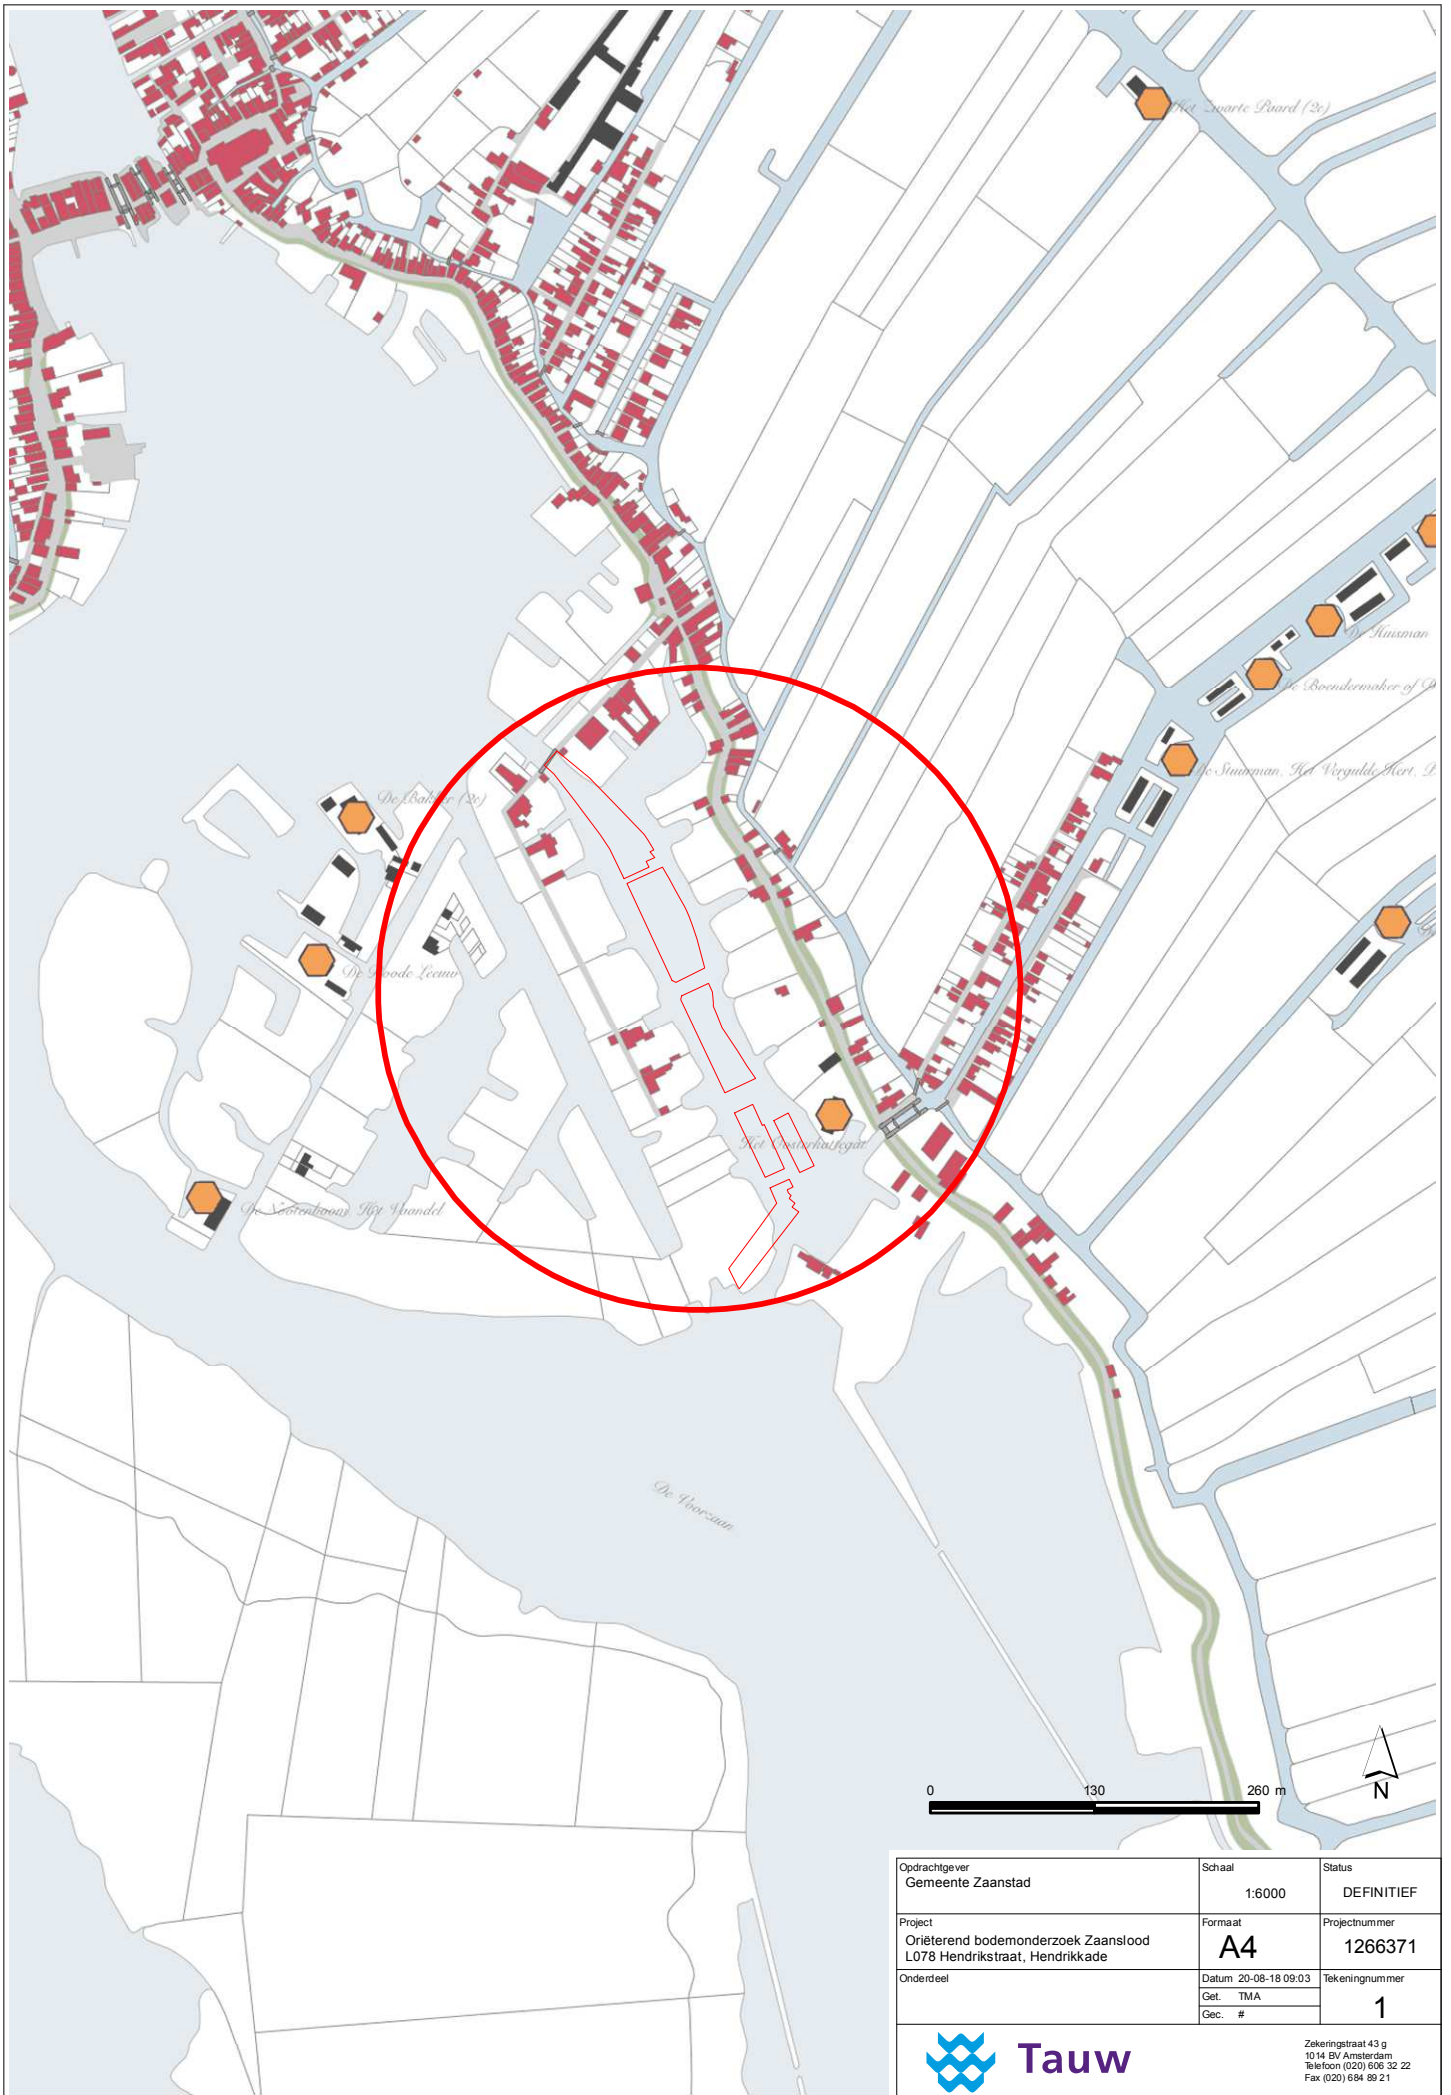 Het Zwarte Paard (2e)
De Huisman
De Boendermaker of
De Stuurman, Het Vergulde Hert,
De Bakker (2e)
De Roode Leeuw
Het Oosterkattegat
De Nootenboom, Het Vaandel
De Voorzaan
0 130 260 m
N
Opdrachtgever
Gemeente Zaanstad
Schaal
1:6000
Status
DEFINITIEF
Project
Oriëterend bodemonderzoek Zaanslood
L078 Hendrikstraat, Hendrikkade
Formaat
A4
Projectnummer
1266371
Onderdeel
Datum 20-08-18 09:03
Get. TMA
Gec. #
Tekeningnummer
1
Tauw
Zekeringstraat 43 g
1014 BV Amsterdam
Telefoon (020) 606 32 22
Fax (020) 684 89 21